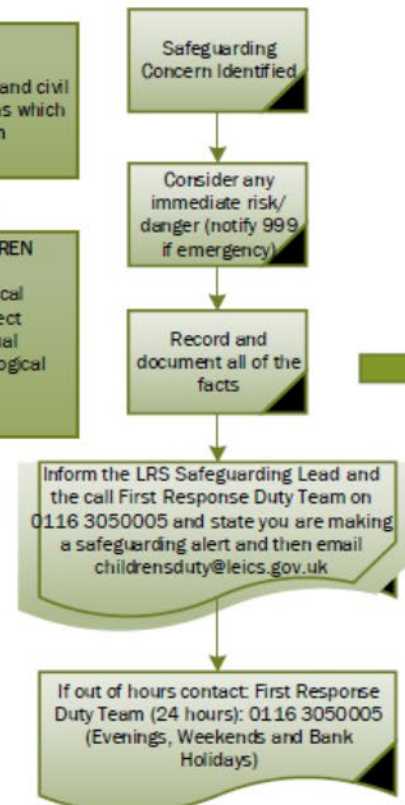 and civil
s which
REN
cal
ect
ogical
Safeguarding
Concern Identified
Consider any
immediate risk/
danger (notify 999
if emergency)
Record and
document all of the
facts
Inform the LRS Safeguarding Lead and
the call First Response Duty Team on
0116 3050005 and state you are making
a safeguarding alert and then email
childrensduty@leics.gov.uk
If out of hours contact: First Response
Duty Team (24 hours): 0116 3050005
(Evenings, Weekends and Bank
Holidays)